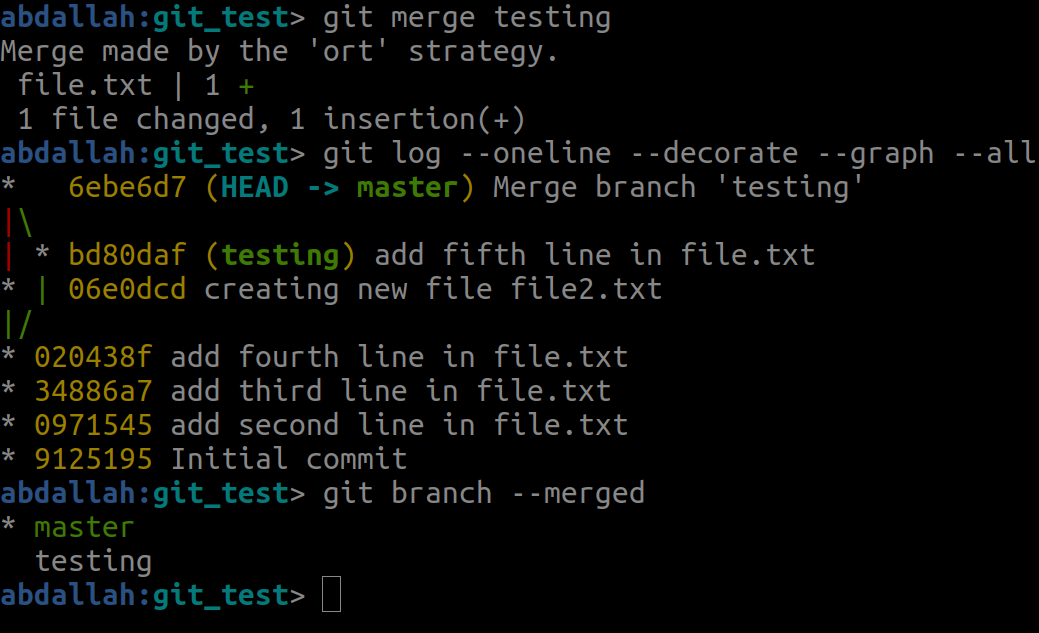 abdallah:git_test> git merge testing
Merge made by the 'ort' strategy.
 file.txt | 1 +
 1 file changed, 1 insertion(+)
abdallah:git_test> git log --oneline --decorate --graph --all
*   6ebe6d7 (HEAD -> master) Merge branch 'testing'
|\
| * bd80daf (testing) add fifth line in file.txt
* | 06e0dcd creating new file file2.txt
|/
* 020438f add fourth line in file.txt
* 34886a7 add third line in file.txt
* 0971545 add second line in file.txt
* 9125195 Initial commit
abdallah:git_test> git branch --merged
* master
  testing
abdallah:git_test>